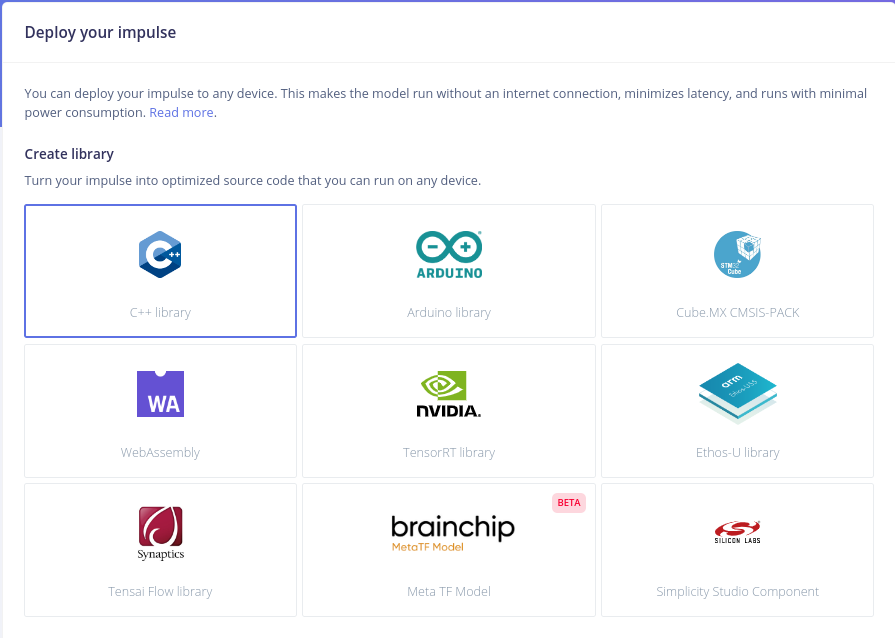 Deploy your impulse
You can deploy your impulse to any device. This makes the model run without an internet connection, minimizes latency, and runs with minimal
power consumption. Read more.
Create library
Turn your impulse into optimized source code that you can run on any device.
C++
C++ library
ARDUINO
Arduino library
STM32
Cube
Cube.MX CMSIS-PACK
WA
WebAssembly
NVIDIA.
TensorRT library
arm
Ethos-U library
Synaptics
Tensai Flow library
BETA
brainchip
MetaTF Model
Meta TF Model
SILICON LABS
Simplicity Studio Component